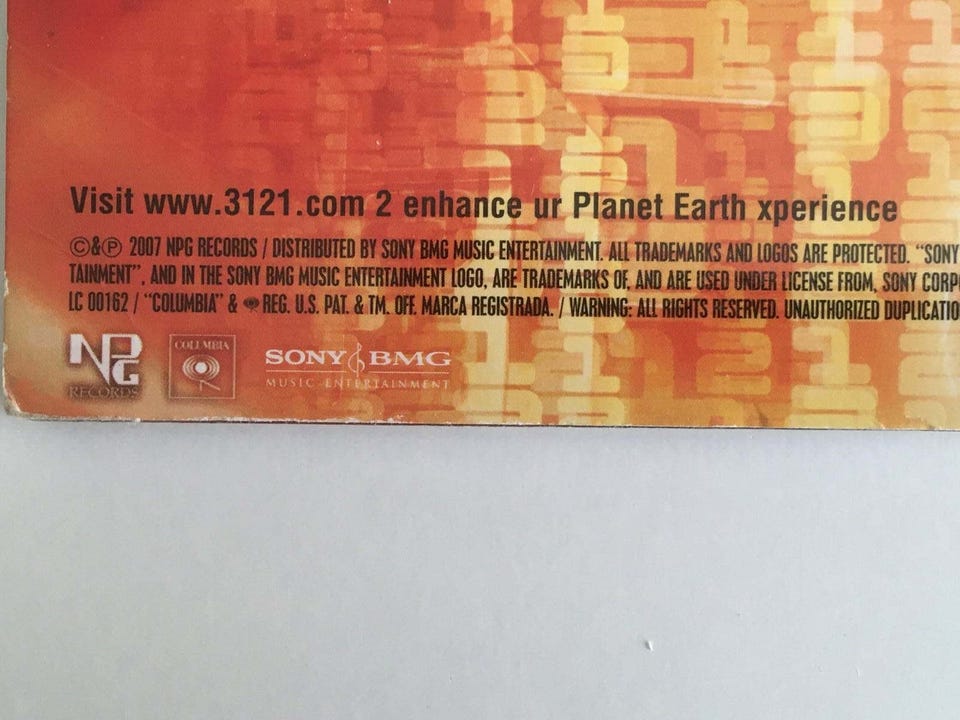 Visit www.3121.com 2 enhance ur Planet Earth xperience
©&℗ 2007 NPG RECORDS / DISTRIBUTED BY SONY BMG MUSIC ENTERTAINMENT. ALL TRADEMARKS AND LOGOS ARE PROTECTED. “SONY
TAINMENT”, AND IN THE SONY BMG MUSIC ENTERTAINMENT LOGO, ARE TRADEMARKS OF, AND ARE USED UNDER LICENSE FROM, SONY CORP
LC 00162 / “COLUMBIA” & REG. U.S. PAT. & TM. OFF. MARCA REGISTRADA. / WARNING: ALL RIGHTS RESERVED. UNAUTHORIZED DUPLICATIO
NPG RECORDS
COLUMBIA
SONY BMG
MUSIC ENTERTAINMENT